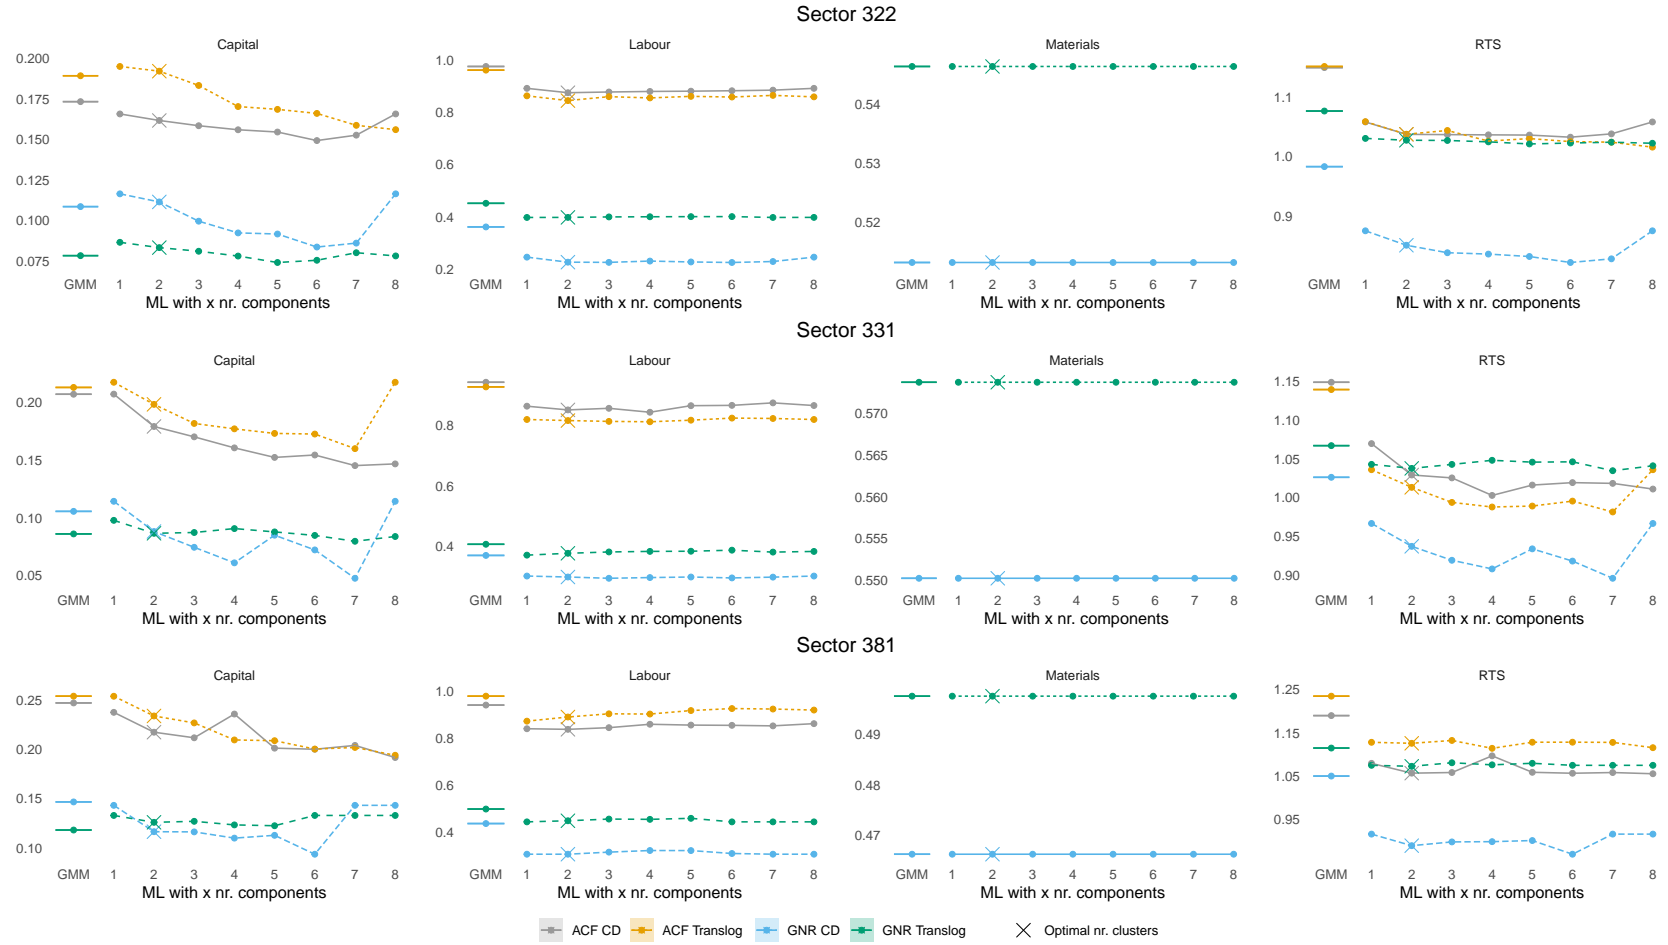 Sector 322
Capital
Labour
Materials
RTS
0.200
0.175
0.150
0.125
0.100
0.075
1.0
0.8
0.6
0.4
0.2
0.54
0.53
0.52
1.1
1.0
0.9
GMM 1 2 3 4 5 6 7 8
GMM 1 2 3 4 5 6 7 8
GMM 1 2 3 4 5 6 7 8
GMM 1 2 3 4 5 6 7 8
ML with x nr. components
ML with x nr. components
ML with x nr. components
ML with x nr. components
Sector 331
Capital
Labour
Materials
RTS
0.20
0.15
0.10
0.05
0.8
0.6
0.4
0.570
0.565
0.560
0.555
0.550
1.15
1.10
1.05
1.00
0.95
0.90
GMM 1 2 3 4 5 6 7 8
GMM 1 2 3 4 5 6 7 8
GMM 1 2 3 4 5 6 7 8
GMM 1 2 3 4 5 6 7 8
ML with x nr. components
ML with x nr. components
ML with x nr. components
ML with x nr. components
Sector 381
Capital
Labour
Materials
RTS
0.25
0.20
0.15
0.10
1.0
0.8
0.6
0.4
0.49
0.48
0.47
1.25
1.15
1.05
0.95
GMM 1 2 3 4 5 6 7 8
GMM 1 2 3 4 5 6 7 8
GMM 1 2 3 4 5 6 7 8
GMM 1 2 3 4 5 6 7 8
ML with x nr. components
ML with x nr. components
ML with x nr. components
ML with x nr. components
ACF CD ACF Translog GNR CD GNR Translog Optimal nr. clusters